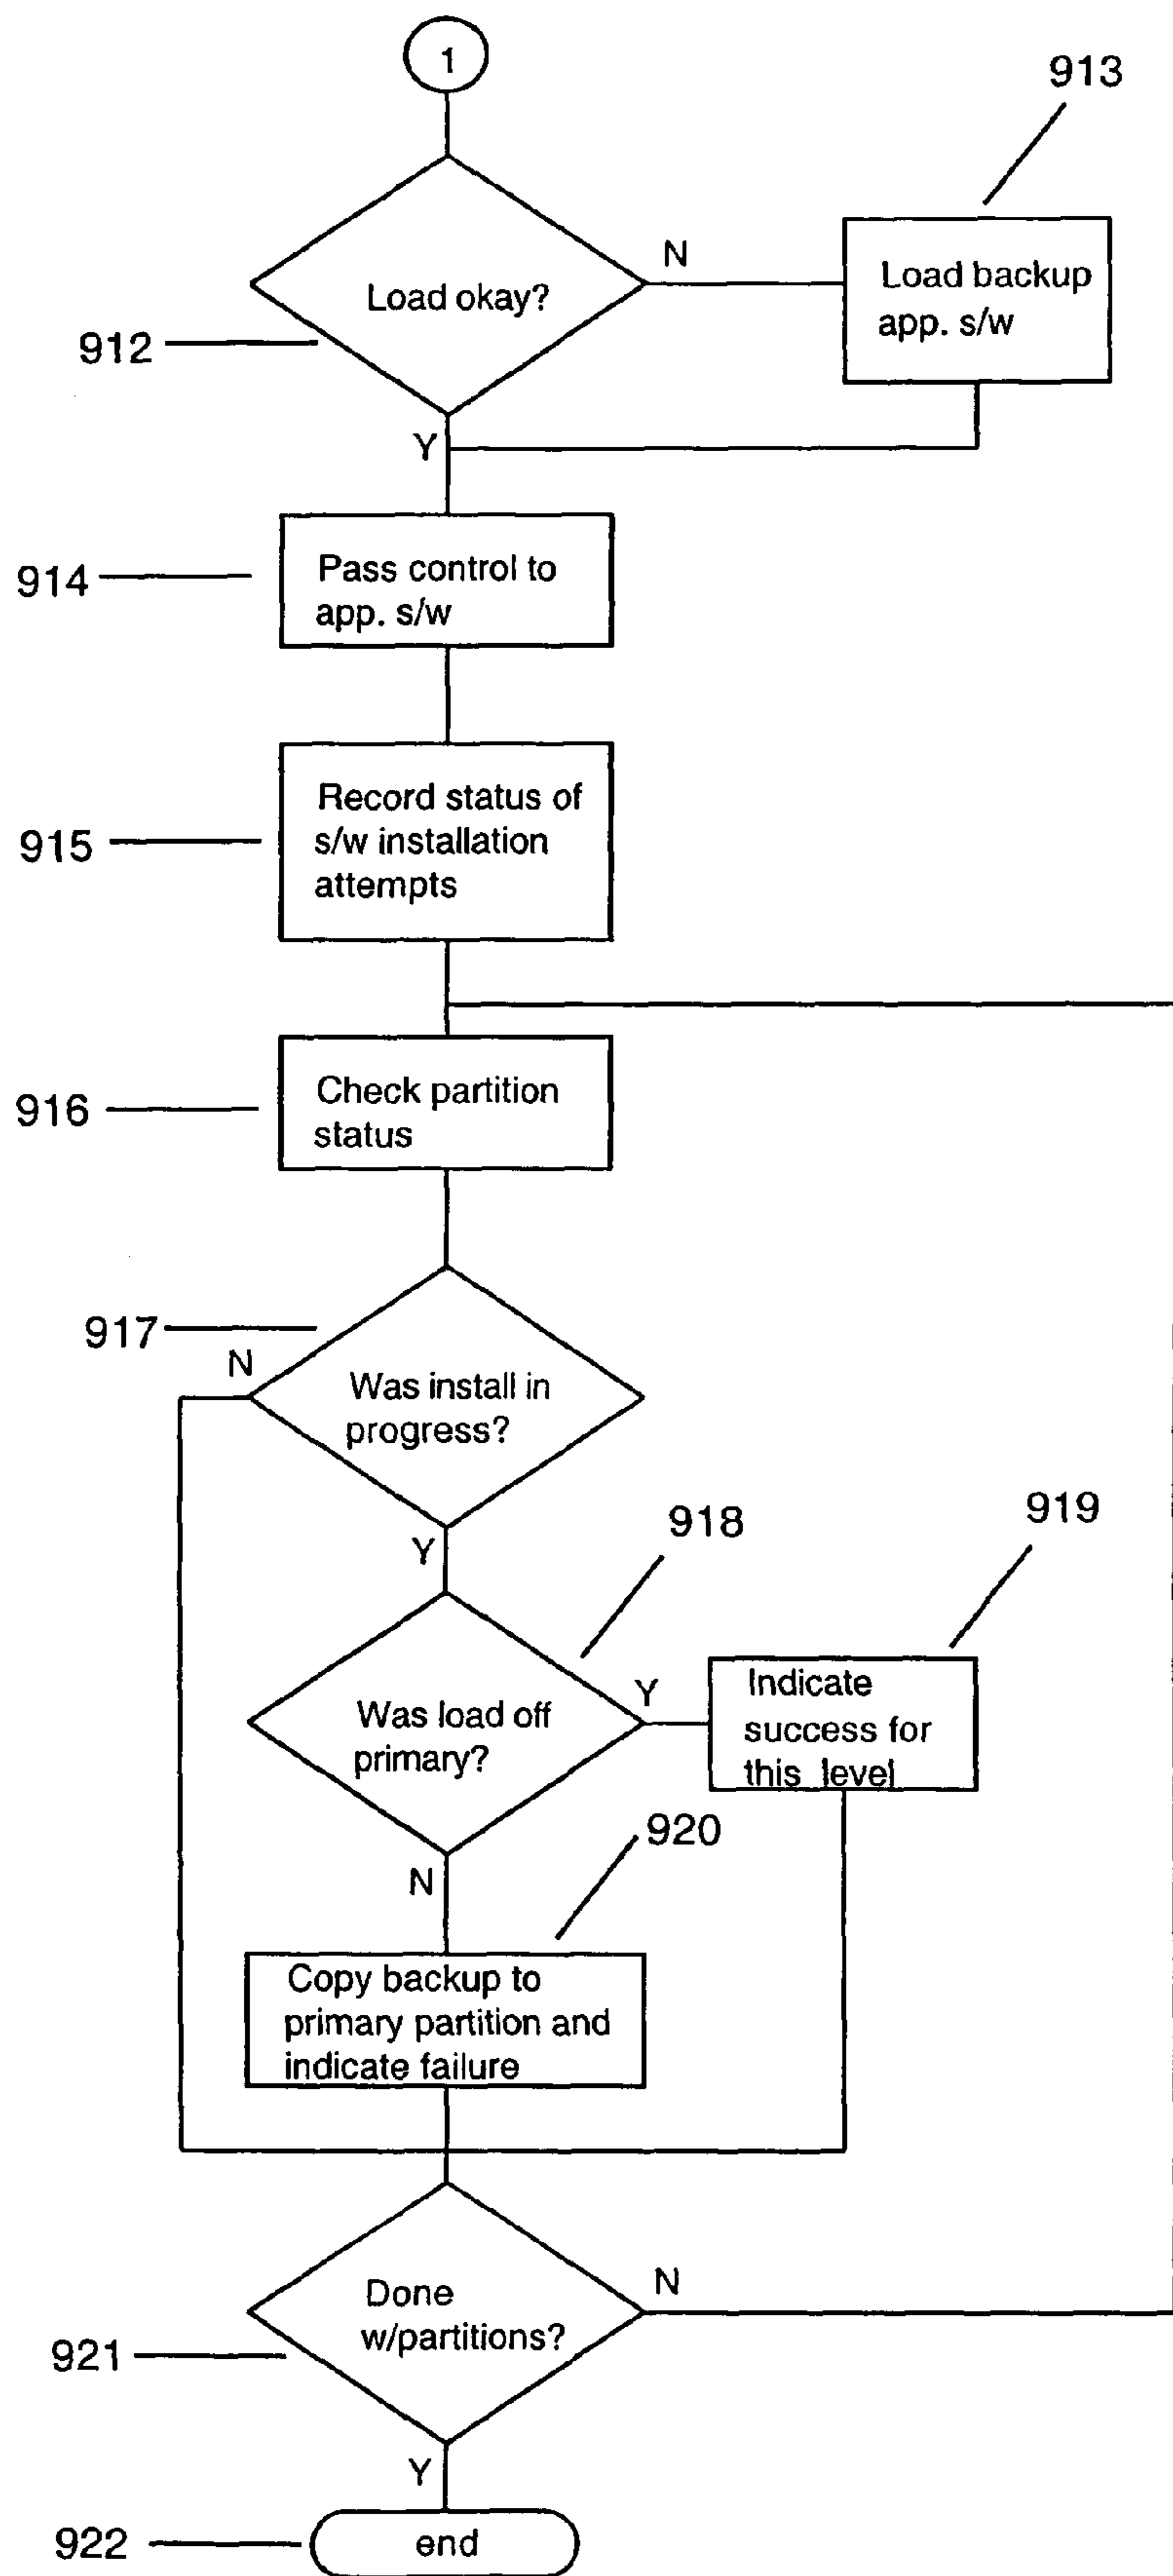 1
913
N
Load okay?
Load backup
app. s/w
912
Y
914
Pass control to
app. s/w
915
Record status of
s/w installation
attempts
916
Check partition
status
917
N
Was install in
progress?
Y
918
919
Was load off
primary?
Y
Indicate
success for
this level
920
N
Copy backup to
primary partition and
indicate failure
Done
w/partitions?
N
921
Y
922
end